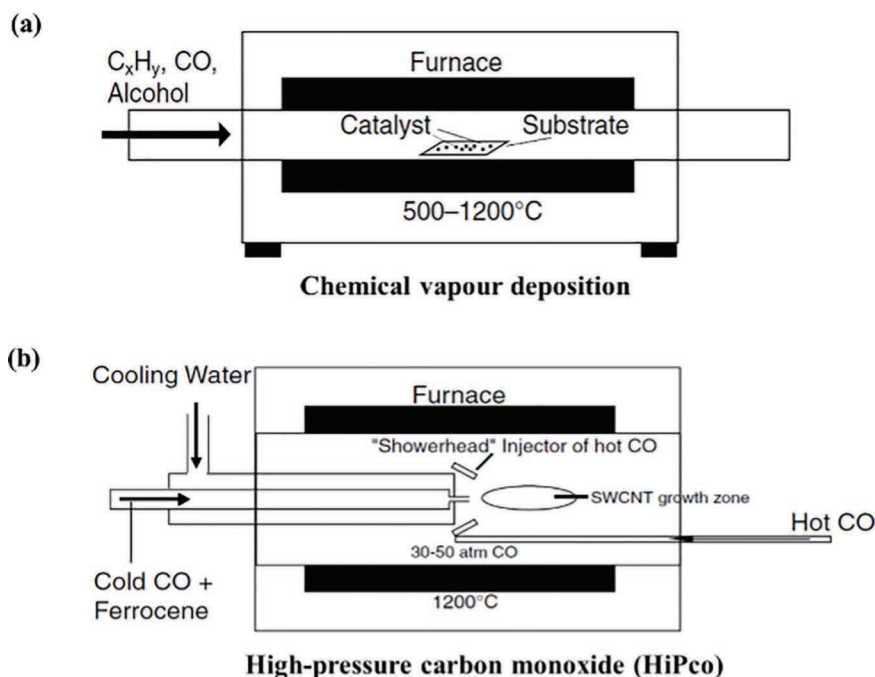 (a)
CₓHᵧ, CO,
Alcohol
Furnace
Catalyst Substrate
500–1200°C
Chemical vapour deposition
(b)
Cooling Water
Furnace
"Showerhead" Injector of hot CO
SWCNT growth zone
Hot CO
30-50 atm CO
Cold CO +
Ferrocene
1200°C
High-pressure carbon monoxide (HiPco)